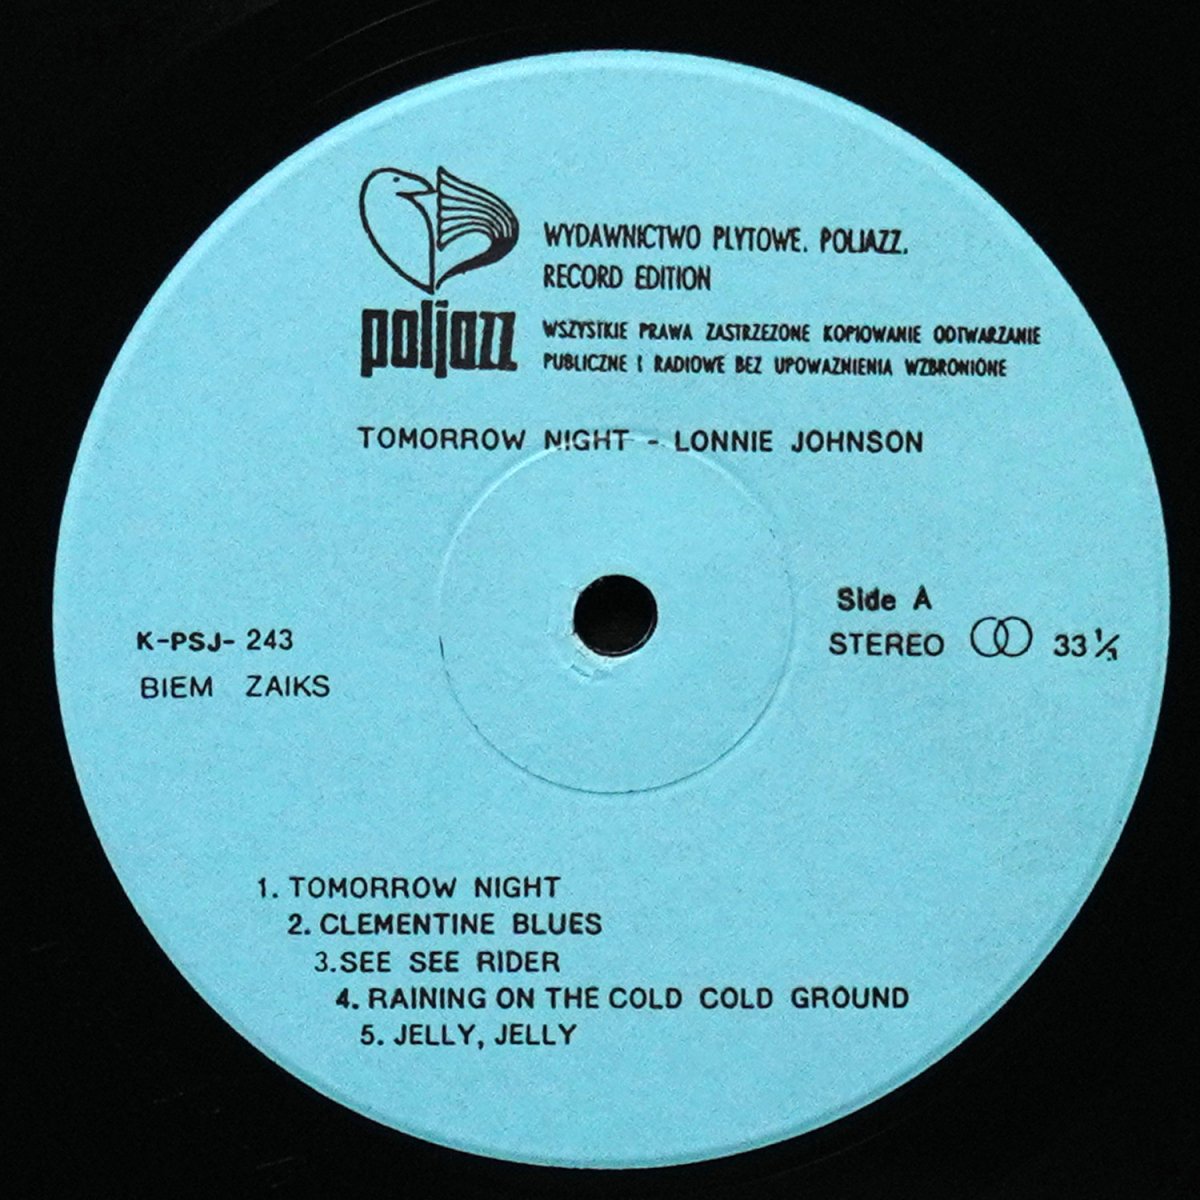 WYDAWNICTWO PLYTOWE. POLJAZZ.
RECORD EDITION
poljazz
WSZYSTKIE PRAWA ZASTRZEZONE KOPIOWANIE ODTWARZANIE
PUBLICZNE I RADIOWE BEZ UPOWAZNIENIA WZBRONIONE
TOMORROW NIGHT - LONNIE JOHNSON
Side A
K-PSJ- 243
STEREO 33 1/3
BIEM ZAIKS
1. TOMORROW NIGHT
2. CLEMENTINE BLUES
3. SEE SEE RIDER
4. RAINING ON THE COLD COLD GROUND
5. JELLY, JELLY